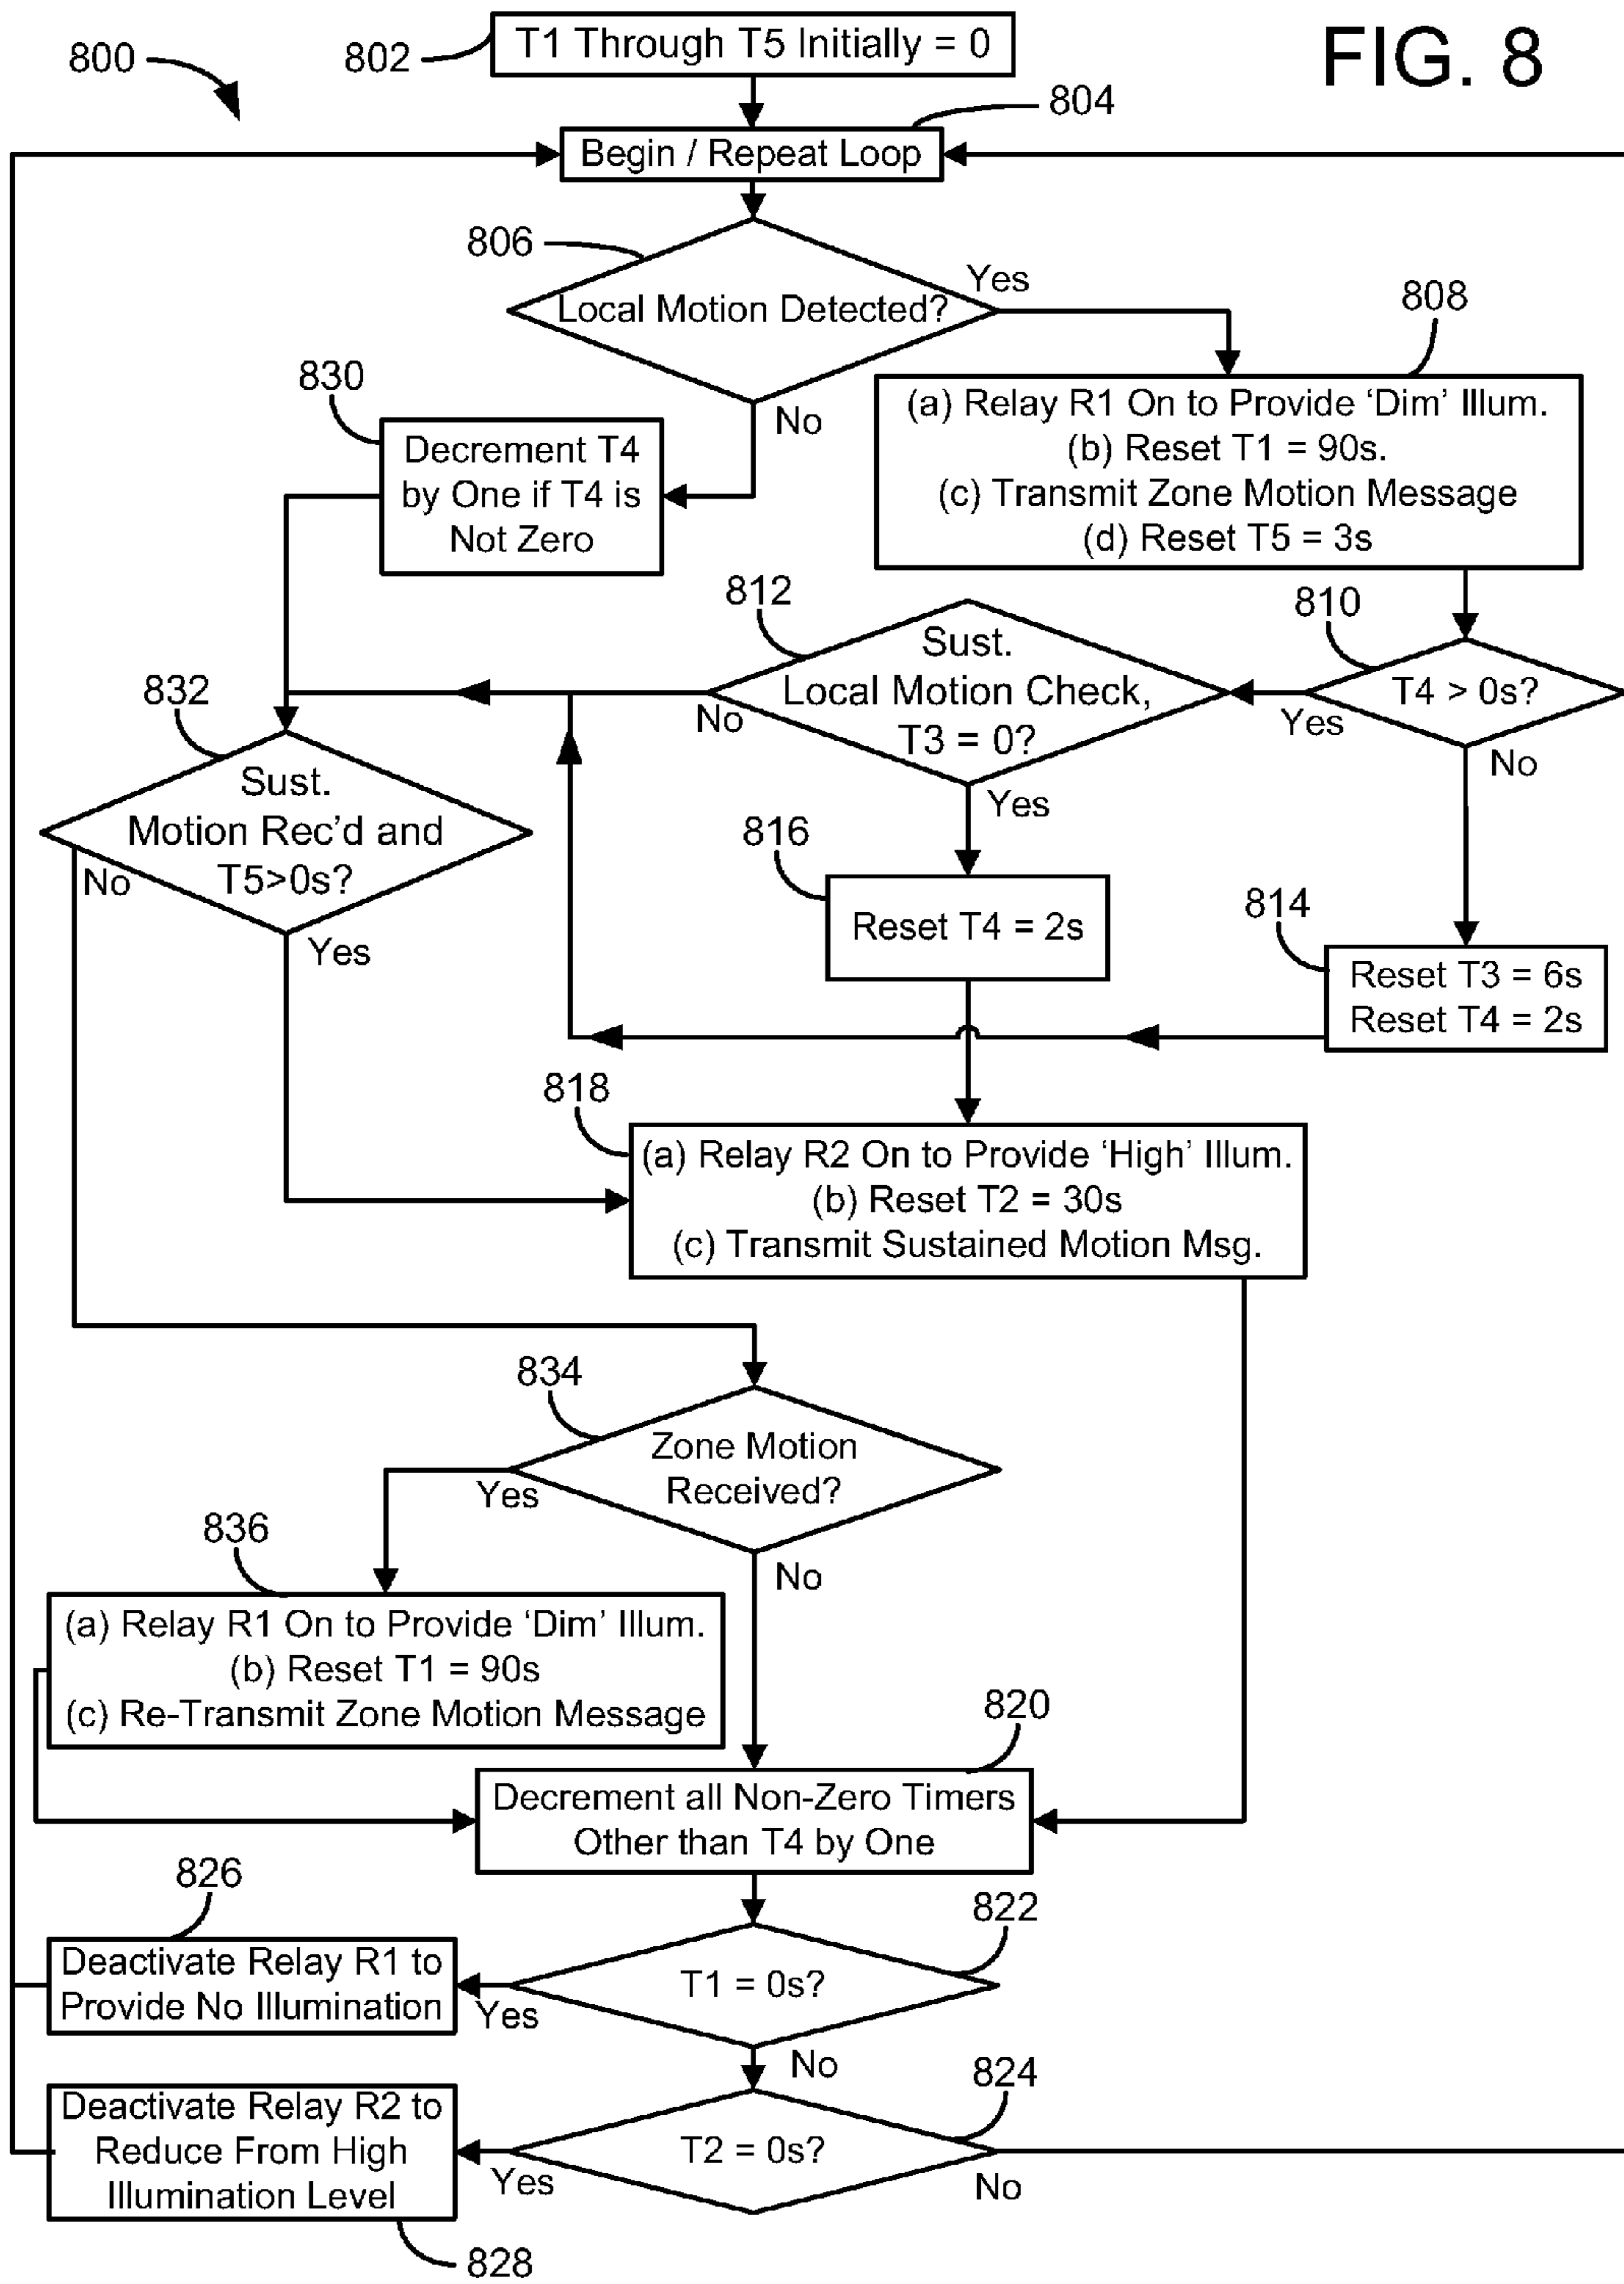 FIG. 8
800
802
T1 Through T5 Initially = 0
804
Begin / Repeat Loop
806
Local Motion Detected?
Yes
No
808
(a) Relay R1 On to Provide ‘Dim’ Illum.
(b) Reset T1 = 90s.
(c) Transmit Zone Motion Message
(d) Reset T5 = 3s
830
Decrement T4
by One if T4 is
Not Zero
812
Sust.
Local Motion Check,
T3 = 0?
No
Yes
810
T4 > 0s?
Yes
No
832
Sust.
Motion Rec’d and
T5>0s?
No
Yes
816
Reset T4 = 2s
814
Reset T3 = 6s
Reset T4 = 2s
818
(a) Relay R2 On to Provide ‘High’ Illum.
(b) Reset T2 = 30s
(c) Transmit Sustained Motion Msg.
834
Zone Motion
Received?
Yes
No
836
(a) Relay R1 On to Provide ‘Dim’ Illum.
(b) Reset T1 = 90s
(c) Re-Transmit Zone Motion Message
820
Decrement all Non-Zero Timers
Other than T4 by One
826
Deactivate Relay R1 to
Provide No Illumination
822
T1 = 0s?
Yes
No
824
T2 = 0s?
Yes
No
Deactivate Relay R2 to
Reduce From High
Illumination Level
828